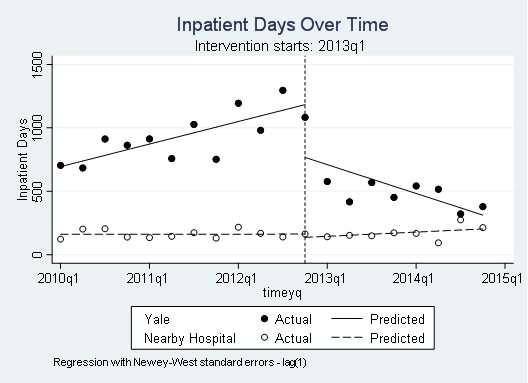 Inpatient Days Over Time
Intervention starts: 2013q1
Inpatient Days
1500
1000
500
0
2010q1 2011q1 2012q1 2013q1 2014q1 2015q1
timeyq
Yale Actual Predicted
Nearby Hospital Actual Predicted
Regression with Newey-West standard errors - lag(1)